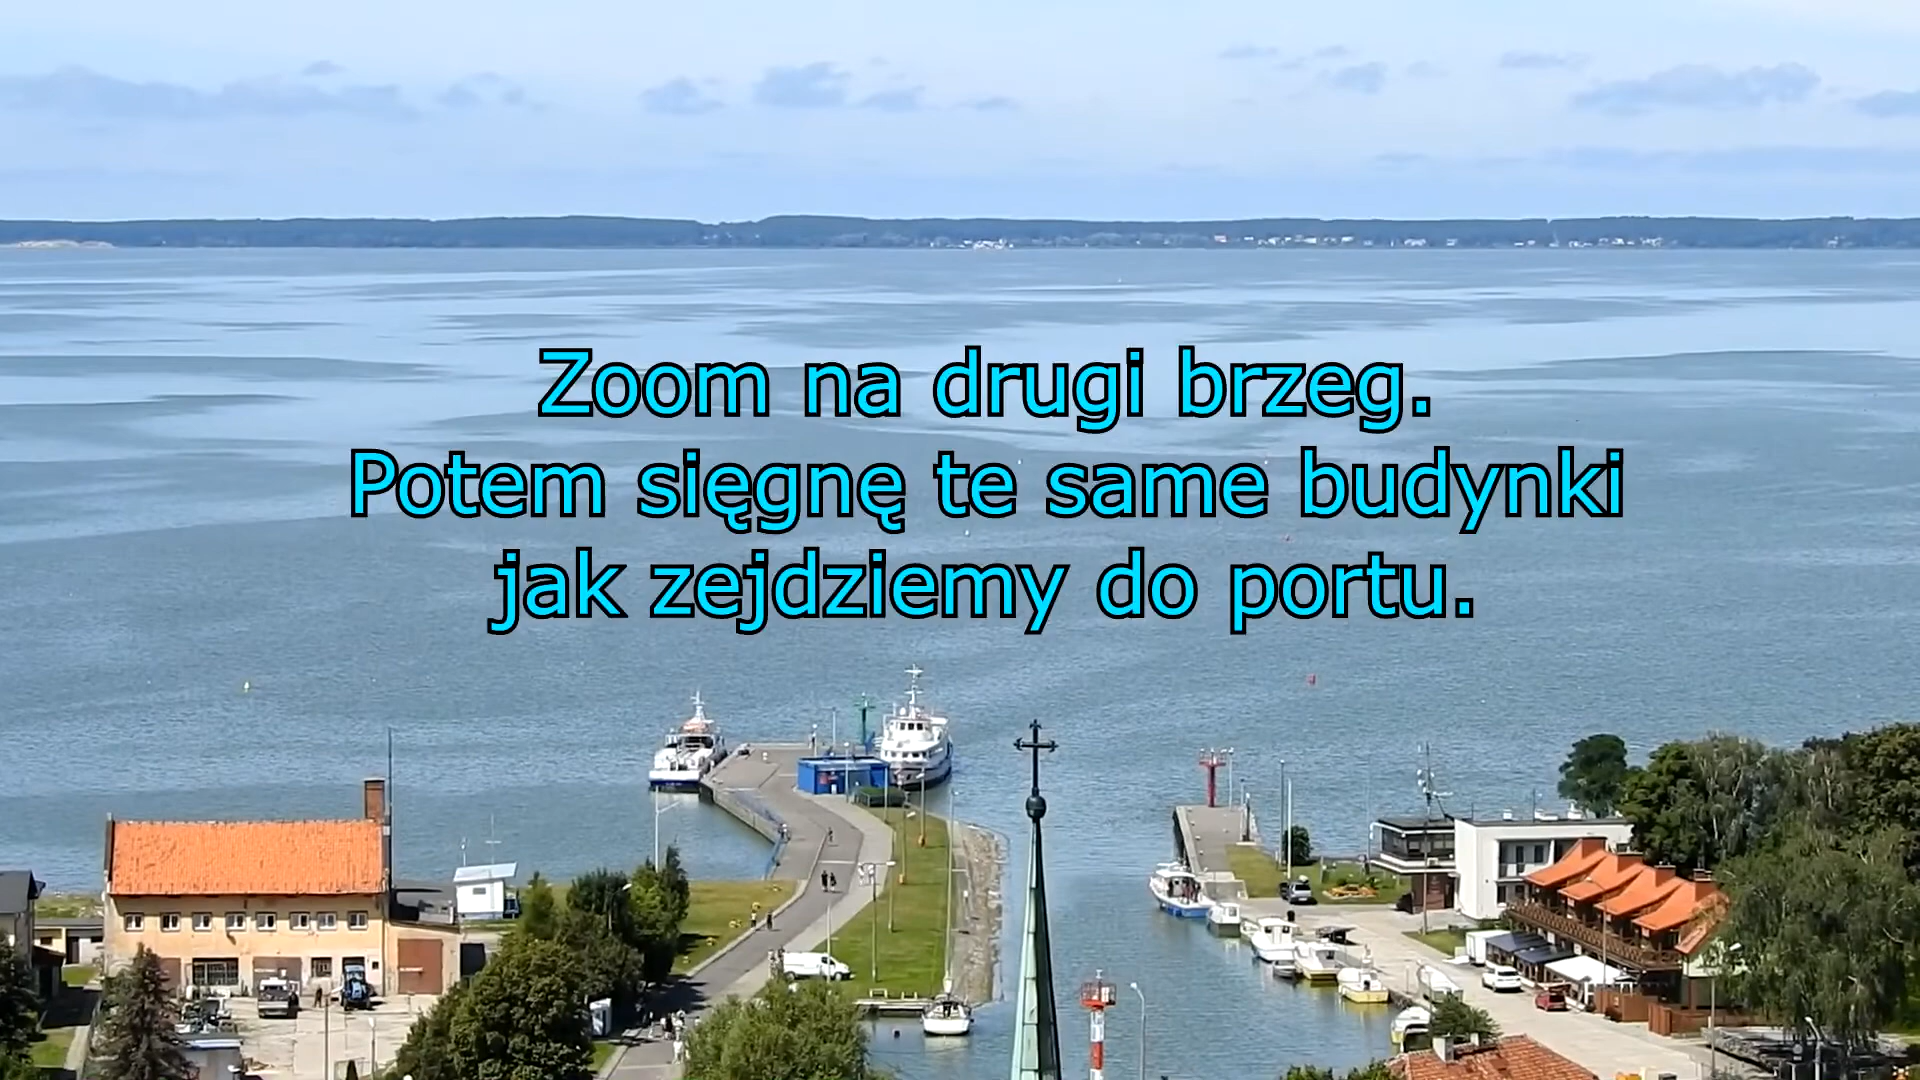 Zoom na drugi brzeg.
Potem sięgnę te same budynki
jak zejdziemy do portu.